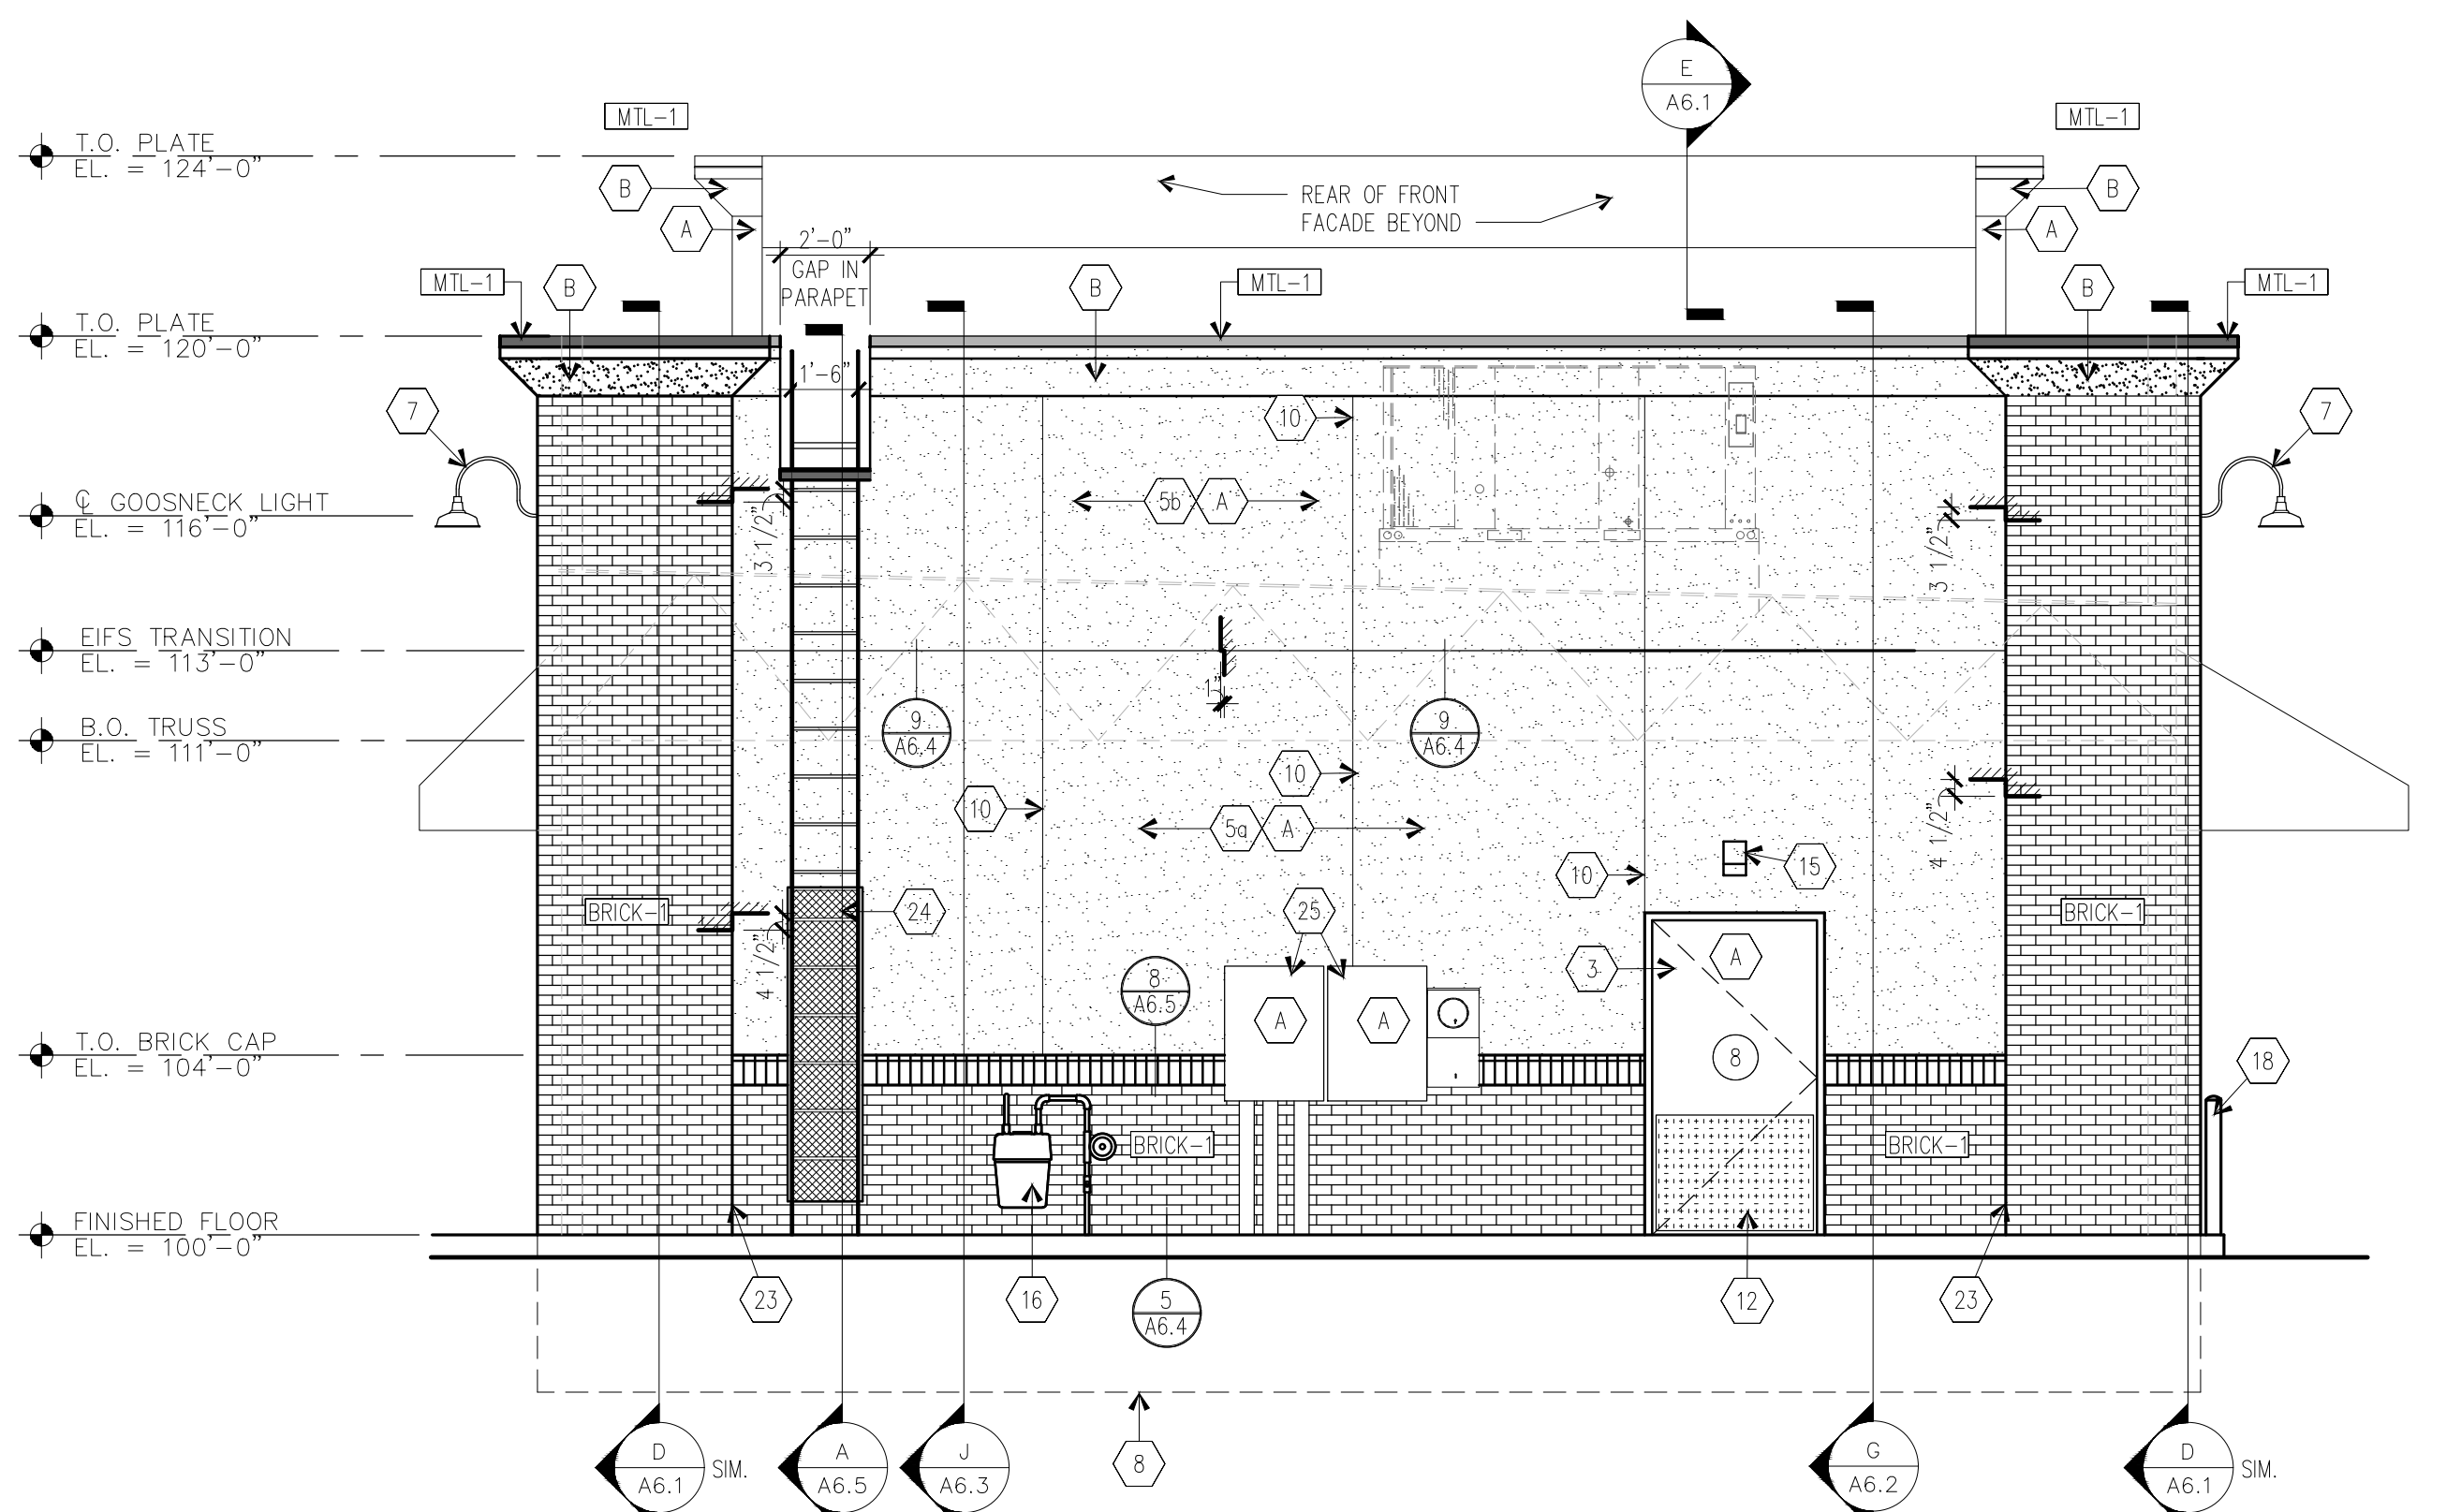 E
A6.1
MTL-1
MTL-1
T.O. PLATE
EL. = 124'-0"
B
B
REAR OF FRONT
FACADE BEYOND
A
A
2'-0"
GAP IN
PARAPET
MTL-1
B
B
MTL-1
B
MTL-1
T.O. PLATE
EL. = 120'-0"
1'-6"
7
10
7
℄ GOOSNECK LIGHT
EL. = 116'-0"
5b
A
3 1/2"
3 1/2"
EIFS TRANSITION
EL. = 113'-0"
1"
9
A6.4
9
A6.4
B.O. TRUSS
EL. = 111'-0"
10
10
5a
A
4 1/2"
10
15
BRICK-1
24
25
BRICK-1
4 1/2"
3
A
8
A6.5
A
A
8
T.O. BRICK CAP
EL. = 104'-0"
18
BRICK-1
BRICK-1
FINISHED FLOOR
EL. = 100'-0"
23
16
5
A6.4
12
23
D
A6.1
SIM.
A
A6.5
J
A6.3
8
G
A6.2
D
A6.1
SIM.